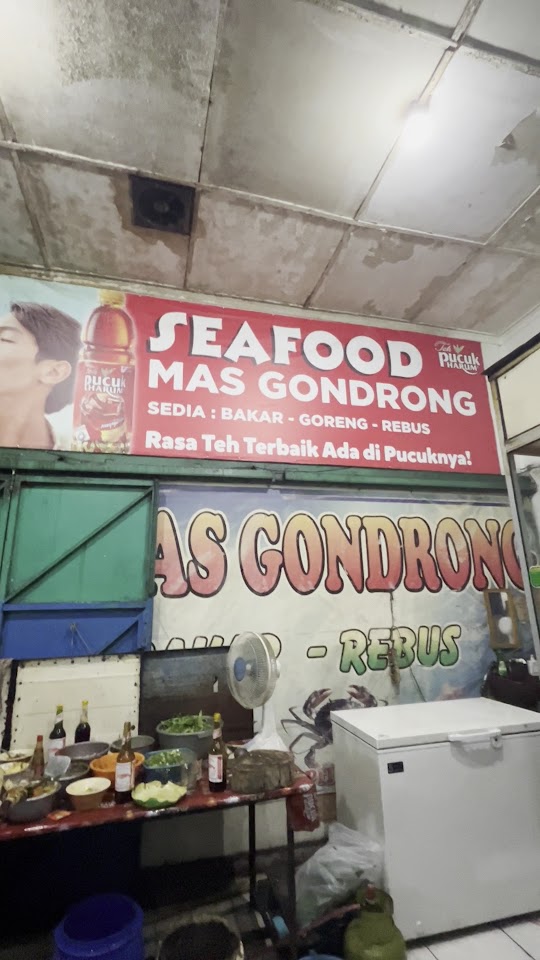 SEAFOOD
MAS GONDRONG
SEDIA : BAKAR - GORENG - REBUS
Rasa Teh Terbaik Ada di Pucuknya!
Teh
pucuk
HARUM
pucuk
HARUM
AS GONDRONG
- REBUS